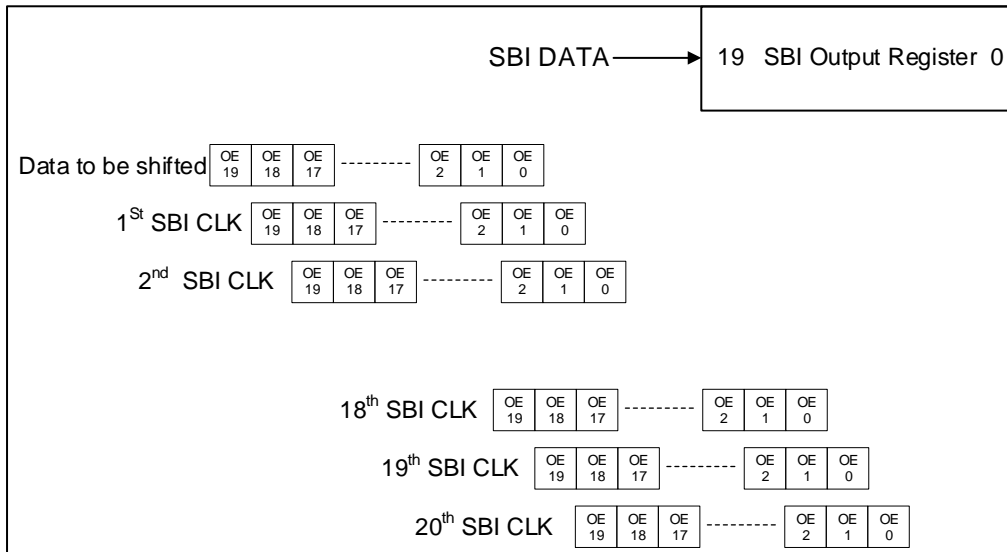 SBI DATA 19 SBI Output Register 0
Data to be shifted OE 19 OE 18 OE 17 OE 2 OE 1 OE 0
1St SBI CLK OE 19 OE 18 OE 17 OE 2 OE 1 OE 0
2nd SBI CLK OE 19 OE 18 OE 17 OE 2 OE 1 OE 0
18th SBI CLK OE 19 OE 18 OE 17 OE 2 OE 1 OE 0
19th SBI CLK OE 19 OE 18 OE 17 OE 2 OE 1 OE 0
20th SBI CLK OE 19 OE 18 OE 17 OE 2 OE 1 OE 0